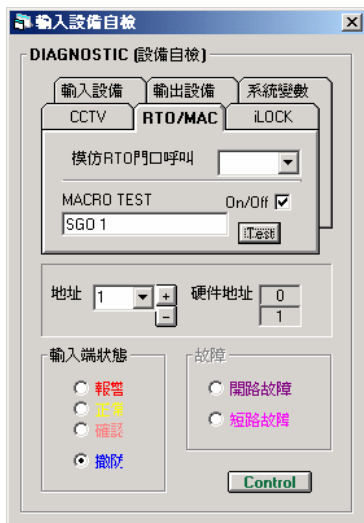 輸入設備自檢
DIAGNOSTIC (設備自檢)
輸入設備 輸出設備 系統變數
CCTV RTO/MAC iLOCK
模仿RTO門口呼叫
MACRO TEST On/Off
SGO 1
Test
地址 1 + 硬件地址 0
- 1
輸入端狀態 故障
報警 開路故障
正常 短路故障
確認
撤防
Control